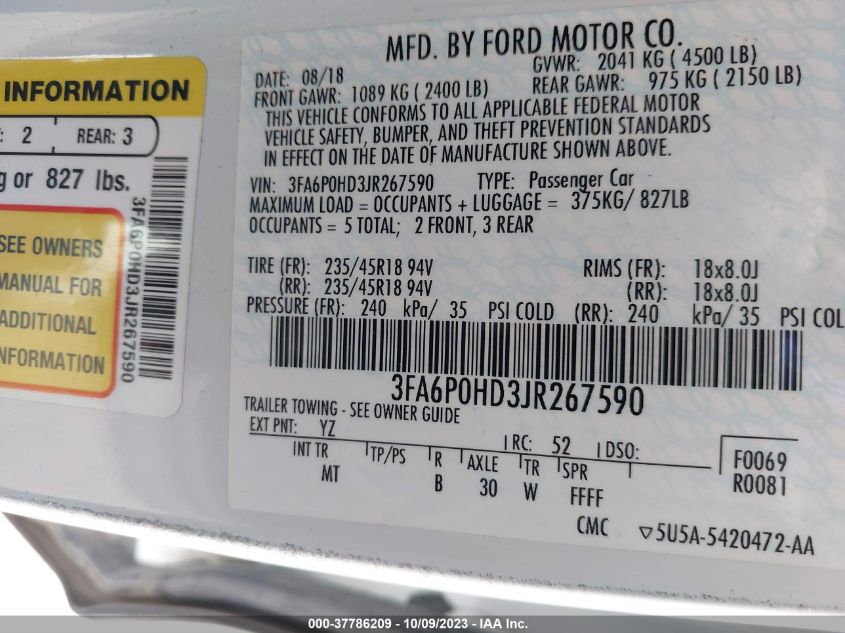 INFORMATION
2 REAR: 3
or 827 lbs.
3FA6P0HD3JR267590
SEE OWNERS
MANUAL FOR
ADDITIONAL
INFORMATION
MFD. BY FORD MOTOR CO.
DATE: 08/18 GVWR: 2041 KG ( 4500 LB)
FRONT GAWR: 1089 KG ( 2400 LB) REAR GAWR: 975 KG ( 2150 LB)
THIS VEHICLE CONFORMS TO ALL APPLICABLE FEDERAL MOTOR
VEHICLE SAFETY, BUMPER, AND THEFT PREVENTION STANDARDS
IN EFFECT ON THE DATE OF MANUFACTURE SHOWN ABOVE.
VIN: 3FA6P0HD3JR267590 TYPE: Passenger Car
MAXIMUM LOAD = OCCUPANTS + LUGGAGE = 375KG/ 827LB
OCCUPANTS = 5 TOTAL; 2 FRONT, 3 REAR
TIRE (FR): 235/45R18 94V RIMS (FR): 18x8.0J
(RR): 235/45R18 94V (RR): 18x8.0J
PRESSURE (FR): 240 kPa/ 35 PSI COLD (RR): 240 kPa/ 35 PSI COL
3FA6P0HD3JR267590
TRAILER TOWING - SEE OWNER GUIDE
EXT PNT: YZ RC: 52 DSO: F0069
INT TR TP/PS R AXLE TR SPR R0081
MT B 30 W FFFF
CMC ▽5U5A-5420472-AA
000-37786209 - 10/09/2023 - IAA Inc.